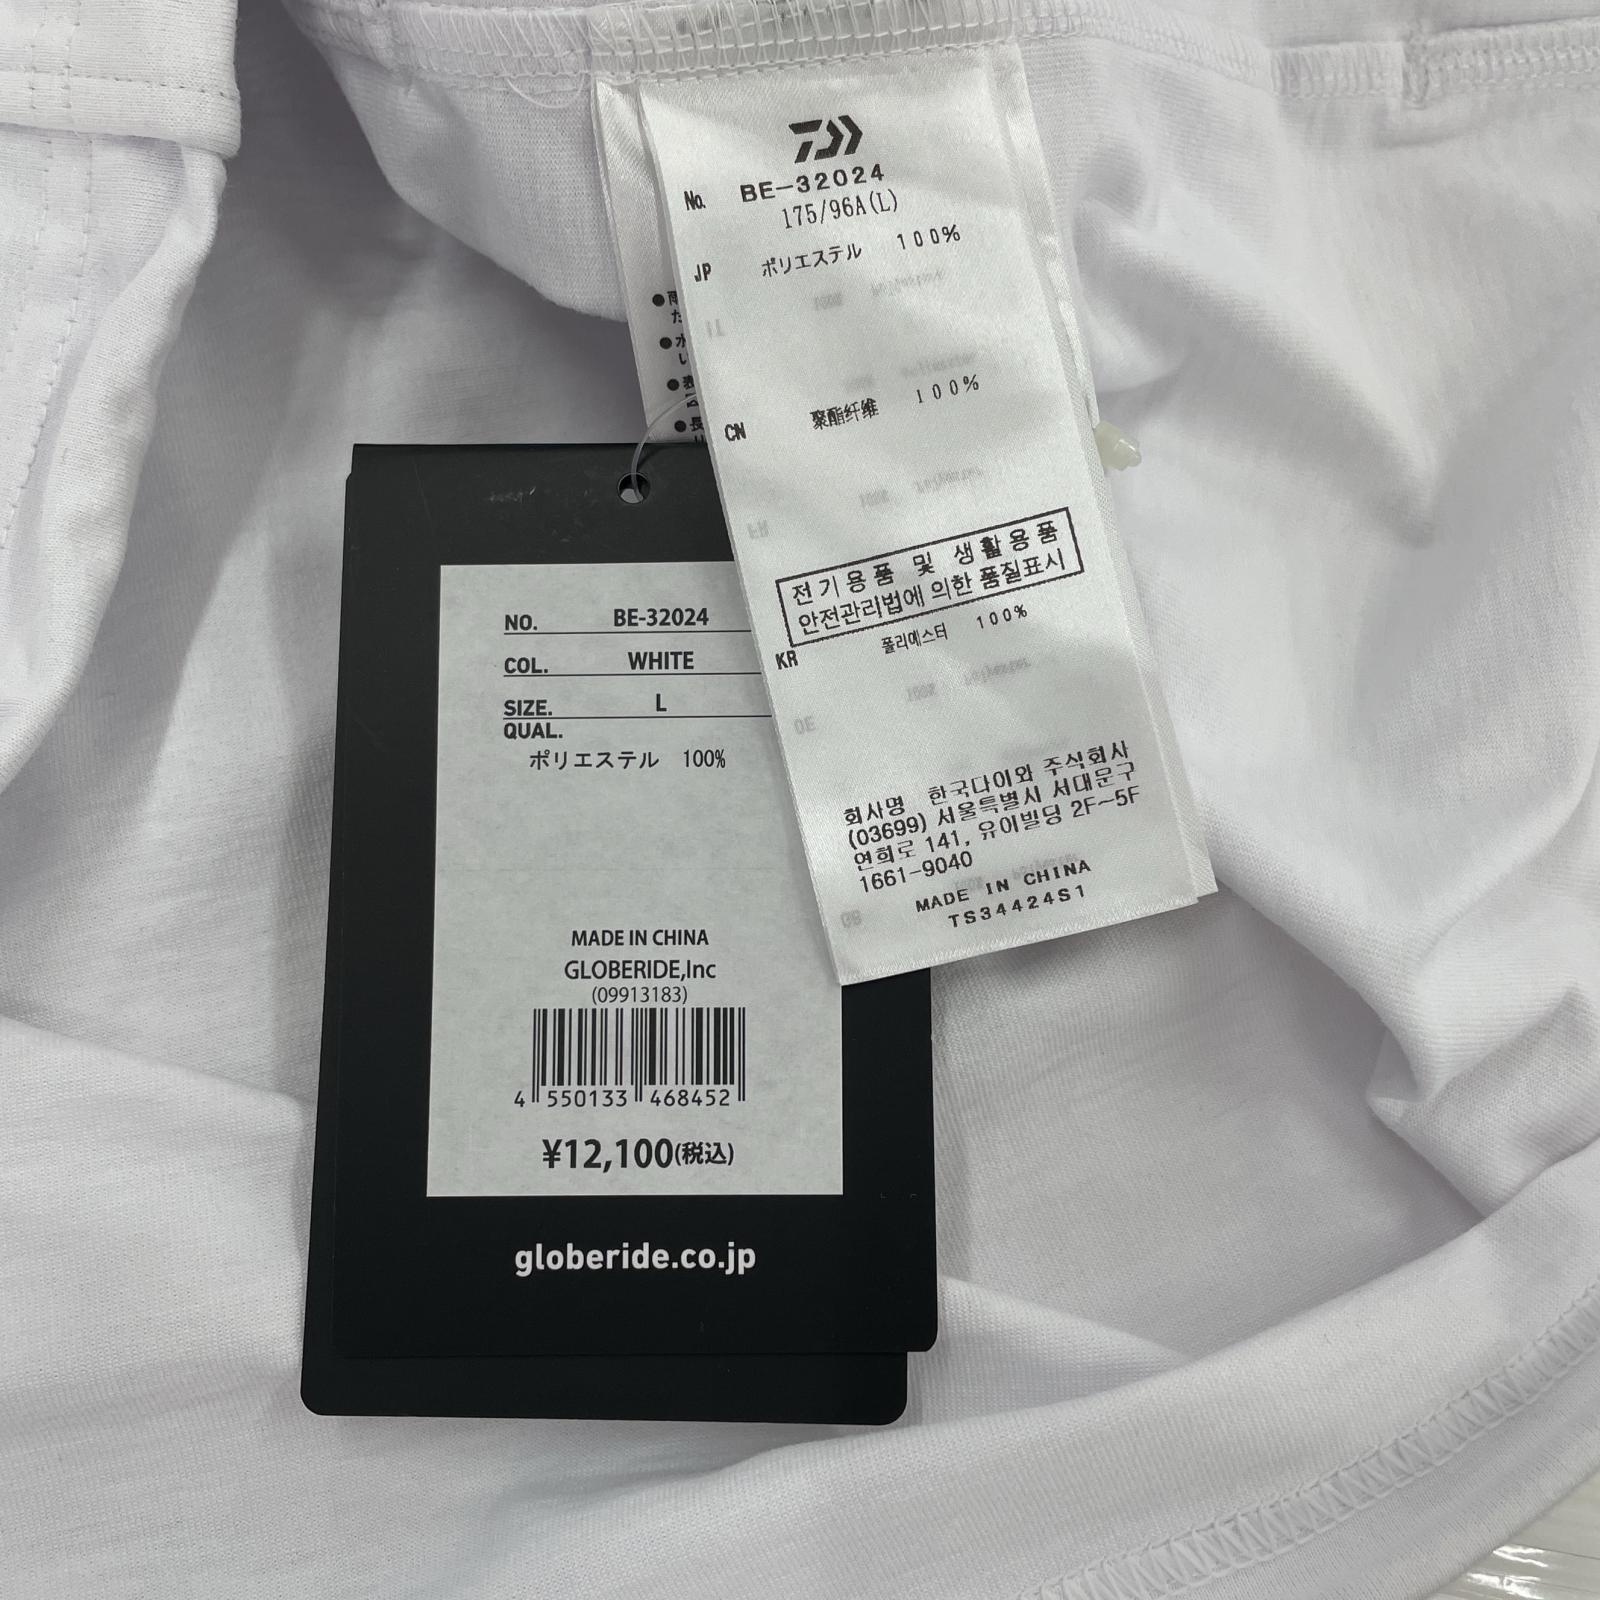 No. BE-32024
175/96A(L)
JP ポリエステル 100%
CN 聚酯纤维 100%
전기용품 및 생활용품
안전관리법에 의한 품질표시
KR 폴리에스터 100%
회사명 한국다이와 주식회사
(03699) 서울특별시 서대문구
연희로 141, 유이빌딩 2F~5F
1661-9040
MADE IN CHINA
TS34424S1
NO. BE-32024
COL. WHITE
SIZE. L
QUAL.
ポリエステル 100%
MADE IN CHINA
GLOBERIDE,Inc
(09913183)
4 550133 468452
¥12,100(税込)
globeride.co.jp